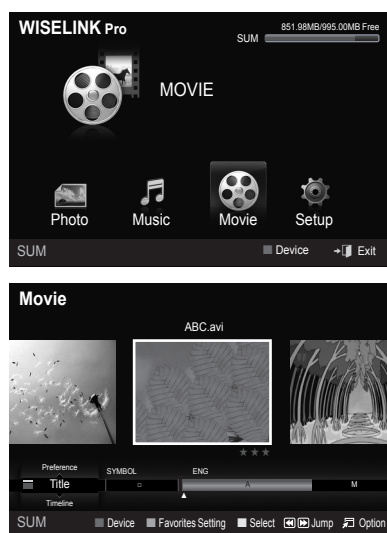 WISELINK Pro
851.98MB/995.00MB Free
SUM
MOVIE
Photo Music Movie Setup
SUM Device Exit
Movie
ABC.avi
Preference
SYMBOL ENG
Title A M
Timeline
SUM Device Favorites Setting Select Jump Option